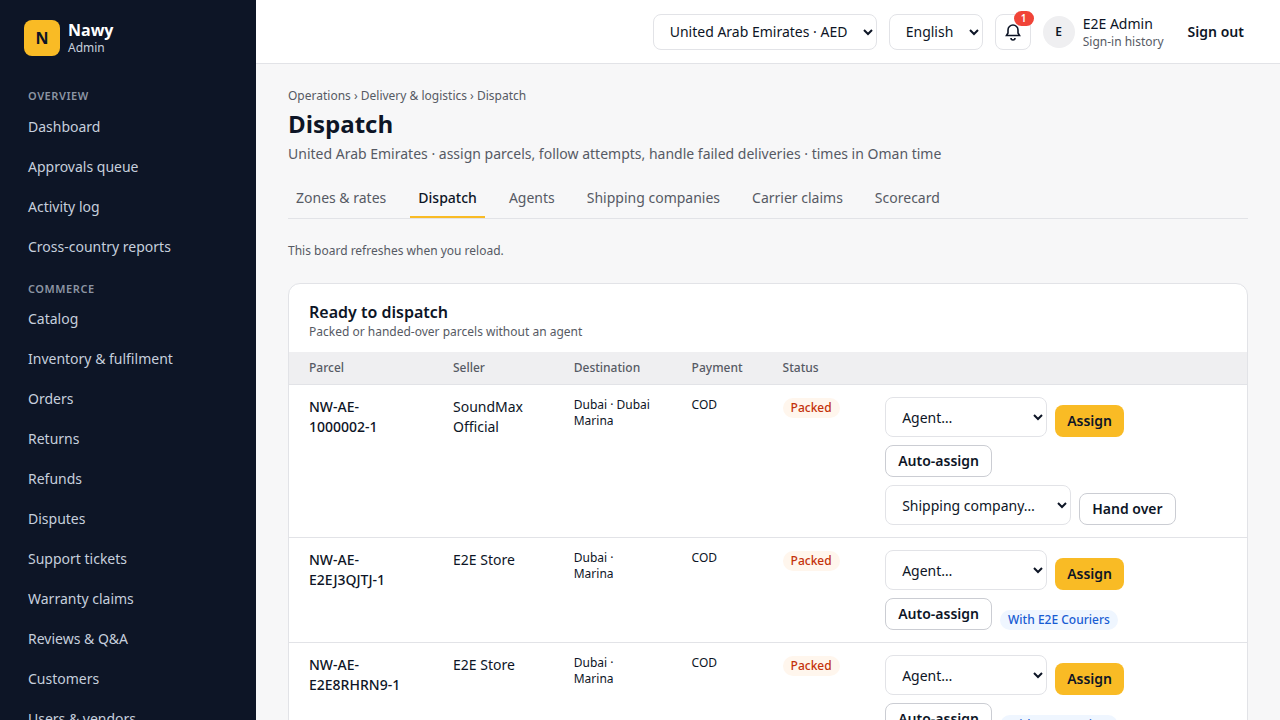 N
Nawy
Admin
United Arab Emirates · AED
English
1
E
E2E Admin
Sign-in history
Sign out
OVERVIEW
Dashboard
Approvals queue
Activity log
Cross-country reports
COMMERCE
Catalog
Inventory & fulfilment
Orders
Returns
Refunds
Disputes
Support tickets
Warranty claims
Reviews & Q&A
Customers
Users & vendors
Operations › Delivery & logistics › Dispatch
Dispatch
United Arab Emirates · assign parcels, follow attempts, handle failed deliveries · times in Oman time
Zones & rates
Dispatch
Agents
Shipping companies
Carrier claims
Scorecard
This board refreshes when you reload.
Ready to dispatch
Packed or handed-over parcels without an agent
Parcel Seller Destination Payment Status
NW-AE-
1000002-1
SoundMax
Official
Dubai · Dubai
Marina
COD
Packed
Agent...
Assign
Auto-assign
Shipping company...
Hand over
NW-AE-
E2EJ3QJTJ-1
E2E Store
Dubai ·
Marina
COD
Packed
Agent...
Assign
Auto-assign
With E2E Couriers
NW-AE-
E2E8RHRN9-1
E2E Store
Dubai ·
Marina
COD
Packed
Agent...
Assign
Auto-assign